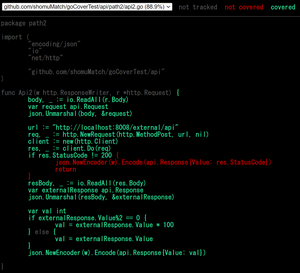 github.com/shomuMatch/goCoverTest/api/path2/api2.go (88.9%)
not tracked not covered covered
package path2
import (
"encoding/json"
"io"
"net/http"
"github.com/shomuMatch/goCoverTest/api"
)
func Api2(w http.ResponseWriter, r *http.Request) {
body, _ := io.ReadAll(r.Body)
var request api.Request
json.Unmarshal(body, &request)
url := "http://localhost:8008/external/api"
req, _ := http.NewRequest(http.MethodPost, url, nil)
client := new(http.Client)
res, _ := client.Do(req)
if res.StatusCode != 200 {
json.NewEncoder(w).Encode(api.Response{Value: res.StatusCode})
return
}
resBody, _ := io.ReadAll(res.Body)
var externalResponse api.Response
json.Unmarshal(resBody, &externalResponse)
var val int
if externalResponse.Value%2 == 0 {
val = externalResponse.Value * 100
} else {
val = externalResponse.Value
}
json.NewEncoder(w).Encode(api.Response{Value: val})
}